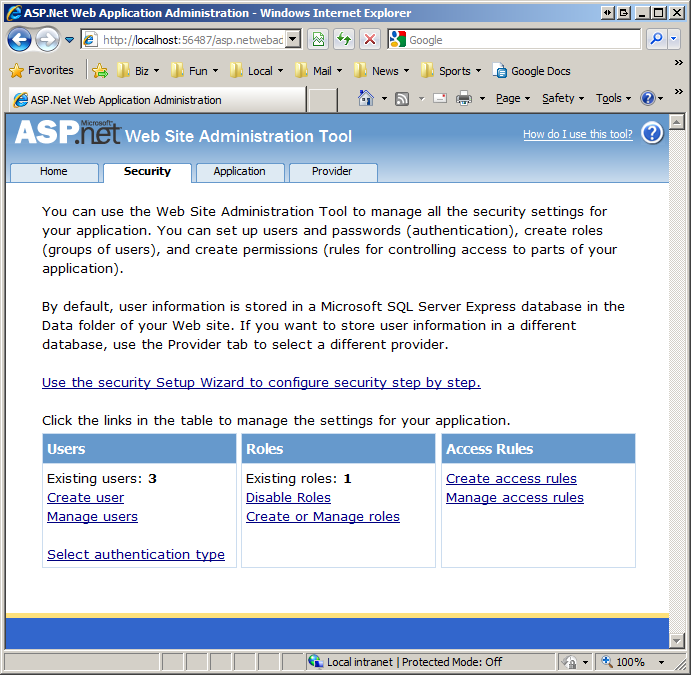 ASP.Net Web Application Administration - Windows Internet Explorer
http://localhost:56487/asp.netwebad
Google
Favorites
Biz
Fun
Local
Mail
News
Sports
Google Docs
ASP.Net Web Application Administration
Page
Safety
Tools
Microsoft
ASP.net Web Site Administration Tool
How do I use this tool?
Home
Security
Application
Provider
You can use the Web Site Administration Tool to manage all the security settings for
your application. You can set up users and passwords (authentication), create roles
(groups of users), and create permissions (rules for controlling access to parts of your
application).
By default, user information is stored in a Microsoft SQL Server Express database in the
Data folder of your Web site. If you want to store user information in a different
database, use the Provider tab to select a different provider.
Use the security Setup Wizard to configure security step by step.
Click the links in the table to manage the settings for your application.
Users
Existing users: 3
Create user
Manage users
Select authentication type
Roles
Existing roles: 1
Disable Roles
Create or Manage roles
Access Rules
Create access rules
Manage access rules
Local intranet | Protected Mode: Off
100%